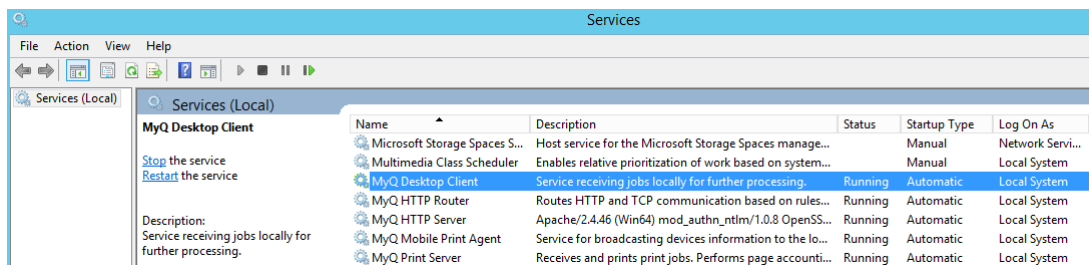 Services
File Action View Help
Services (Local)
Services (Local)
MyQ Desktop Client
Stop the service
Restart the service
Description:
Service receiving jobs locally for
further processing.
Name Description Status Startup Type Log On As
Microsoft Storage Spaces S... Host service for the Microsoft Storage Spaces manage... Manual Network Servi...
Multimedia Class Scheduler Enables relative prioritization of work based on system... Manual Local System
MyQ Desktop Client Service receiving jobs locally for further processing. Running Automatic Local System
MyQ HTTP Router Routes HTTP and TCP communication based on rules... Running Automatic Local System
MyQ HTTP Server Apache/2.4.46 (Win64) mod_authn_ntlm/1.0.8 OpenSS... Running Automatic Local System
MyQ Mobile Print Agent Service for broadcasting devices information to the lo... Running Automatic Local System
MyQ Print Server Receives and prints print jobs. Performs page accounti... Running Automatic Local System